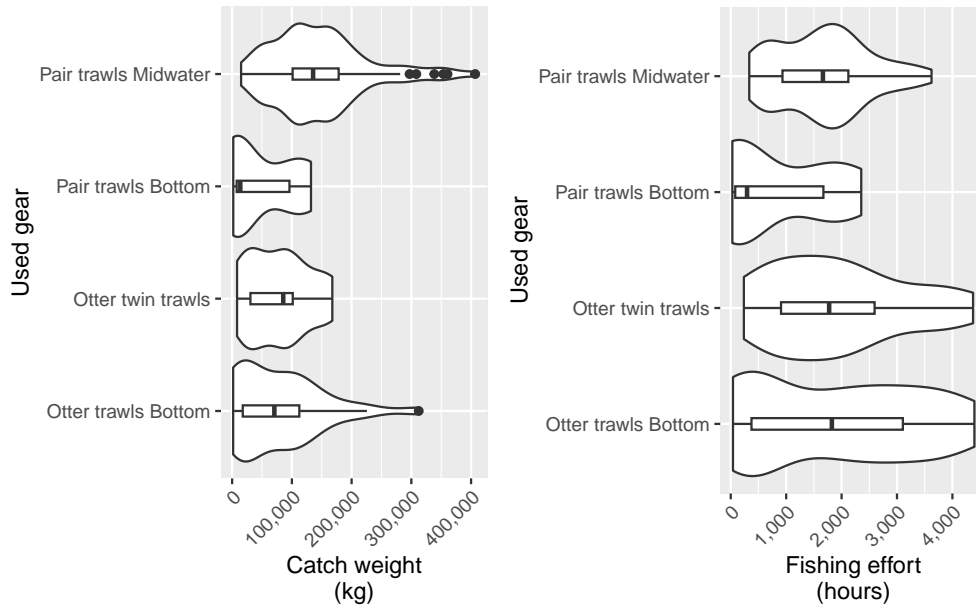 Used gear
Pair trawls Midwater
Pair trawls Bottom
Otter twin trawls
Otter trawls Bottom
0
100,000
200,000
300,000
400,000
Catch weight
(kg)
Used gear
Pair trawls Midwater
Pair trawls Bottom
Otter twin trawls
Otter trawls Bottom
0
1,000
2,000
3,000
4,000
Fishing effort
(hours)